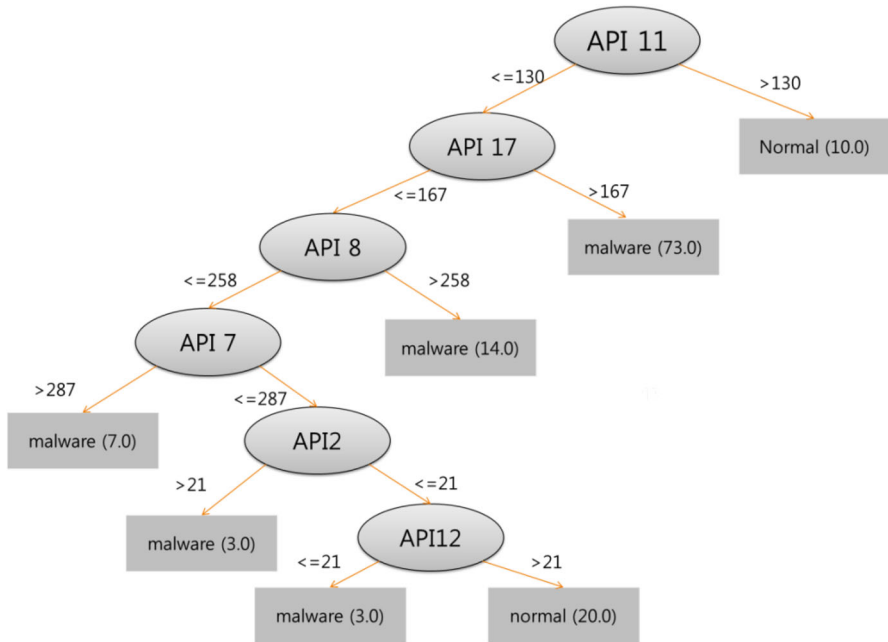 API 11
<=130
>130
API 17
Normal (10.0)
<=167
>167
API 8
malware (73.0)
<=258
>258
API 7
malware (14.0)
>287
<=287
malware (7.0)
API2
>21
<=21
malware (3.0)
API12
<=21
>21
malware (3.0)
normal (20.0)